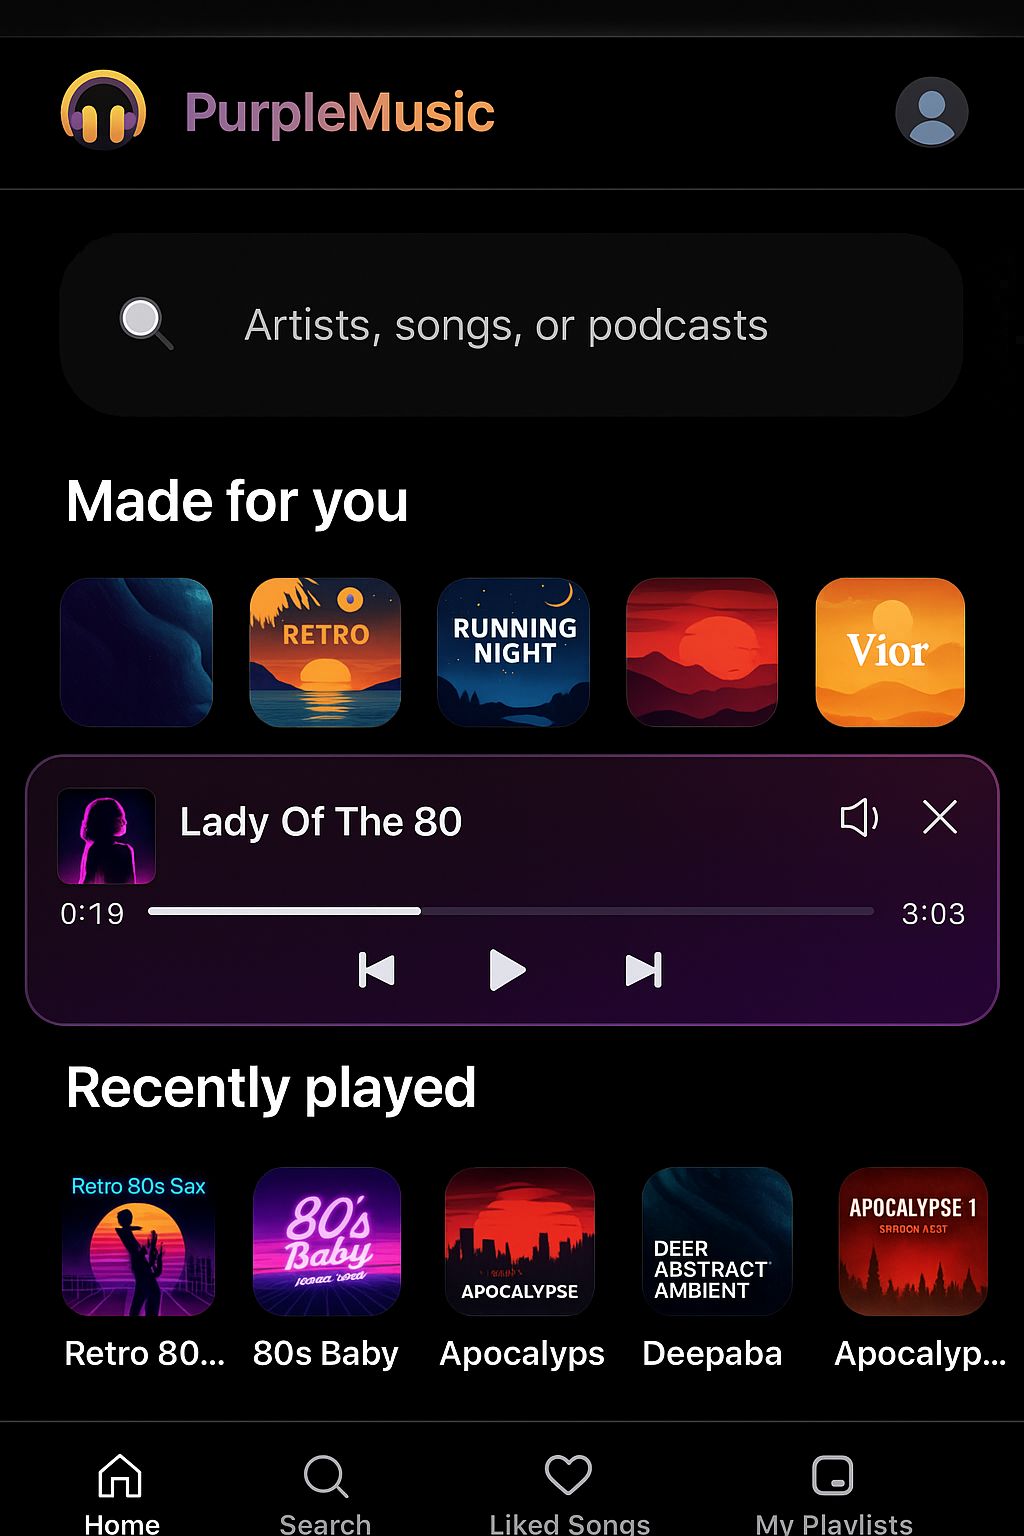 PurpleMusic
Artists, songs, or podcasts
Made for you
RETRO
RUNNING
NIGHT
Vior
Lady Of The 80
0:19
3:03
Recently played
Retro 80s Sax
80's
Baby
APOCALYPSE
DEER
ABSTRACT
AMBIENT
APOCALYPSE 1
Retro 80...
80s Baby
Apocalyps
Deepaba
Apocalyp...
Home
Search
Liked Songs
My Playlists